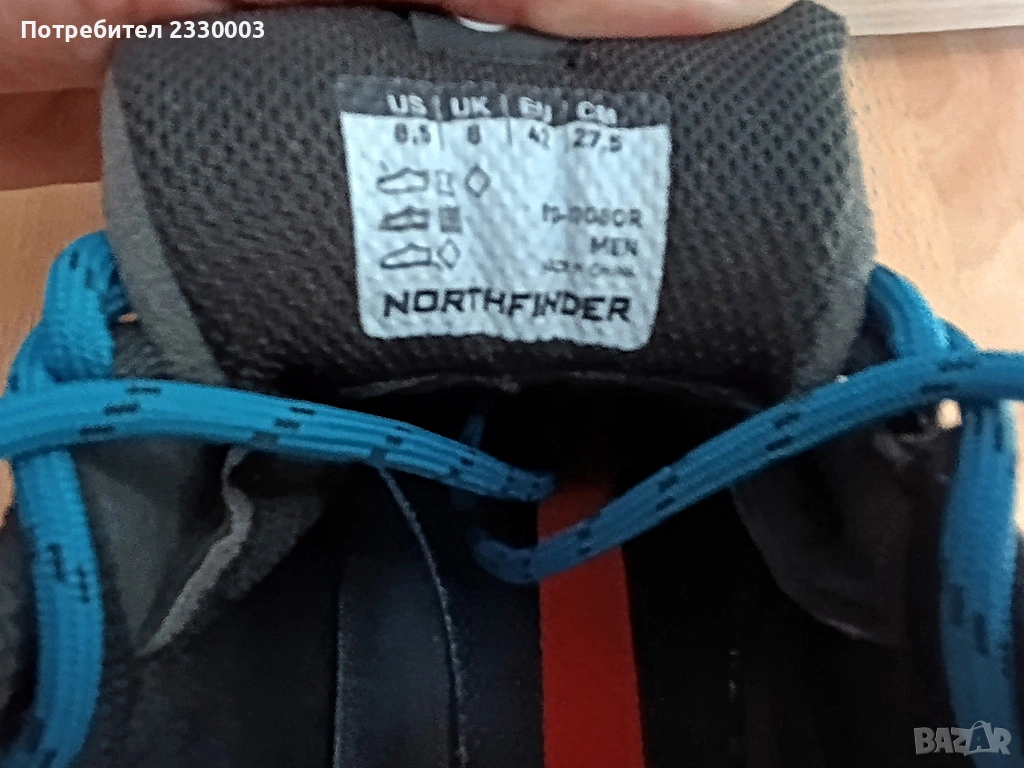 Потребител 2330003
US UK EU CM
8,5 8 42 27,5
MEN
NORTHFINDER
BAZAR